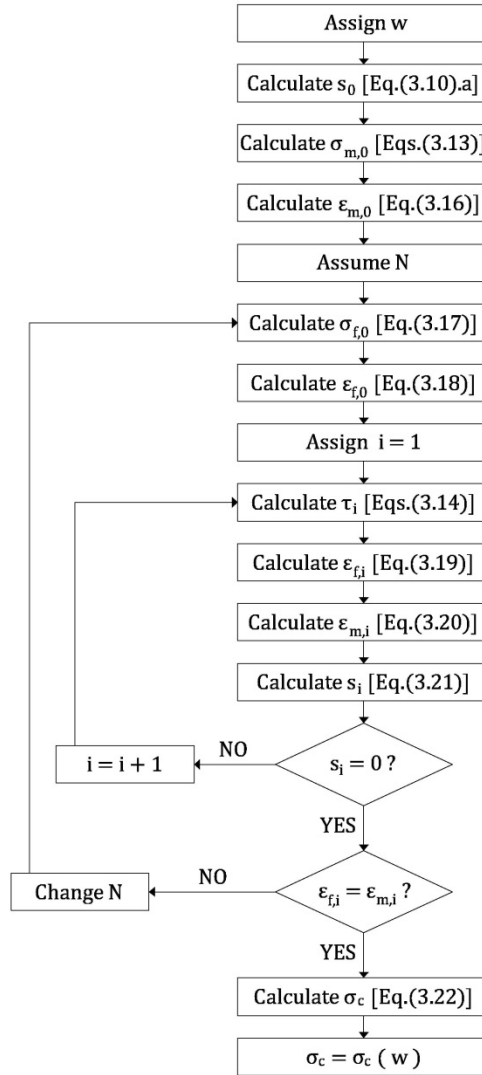 Assign w
Calculate s₀ [Eq.(3.10).a]
Calculate σm,0 [Eqs.(3.13)]
Calculate εm,0 [Eq.(3.16)]
Assume N
Calculate σf,0 [Eq.(3.17)]
Calculate εf,0 [Eq.(3.18)]
Assign i = 1
Calculate τi [Eqs.(3.14)]
Calculate εf,i [Eq.(3.19)]
Calculate εm,i [Eq.(3.20)]
Calculate si [Eq.(3.21)]
i = i + 1
NO
si = 0 ?
YES
Change N
NO
εf,i = εm,i ?
YES
Calculate σc [Eq.(3.22)]
σc = σc ( w )